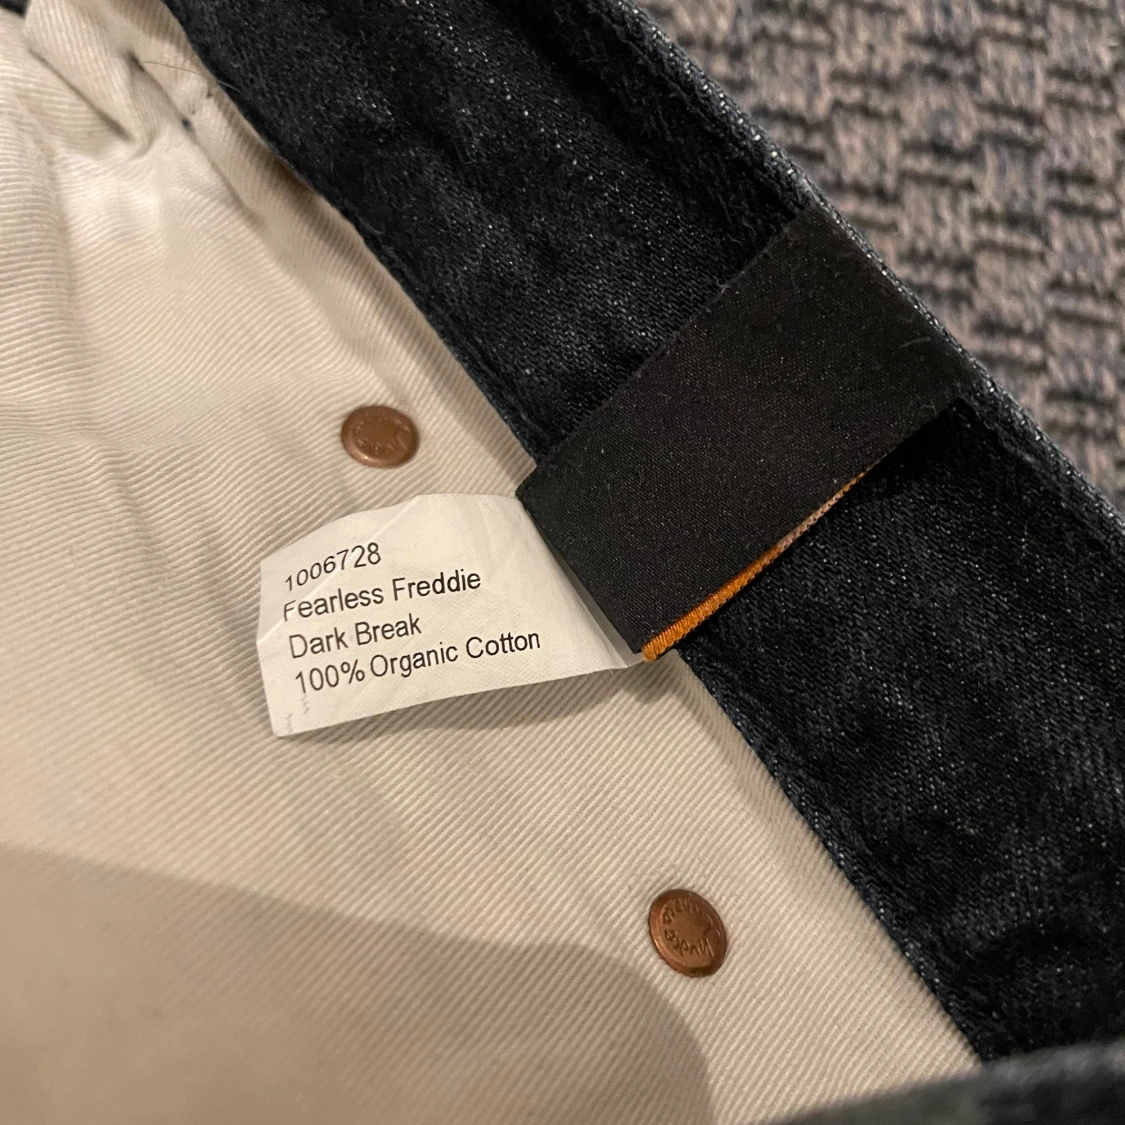 1006728
Fearless Freddie
Dark Break
100% Organic Cotton